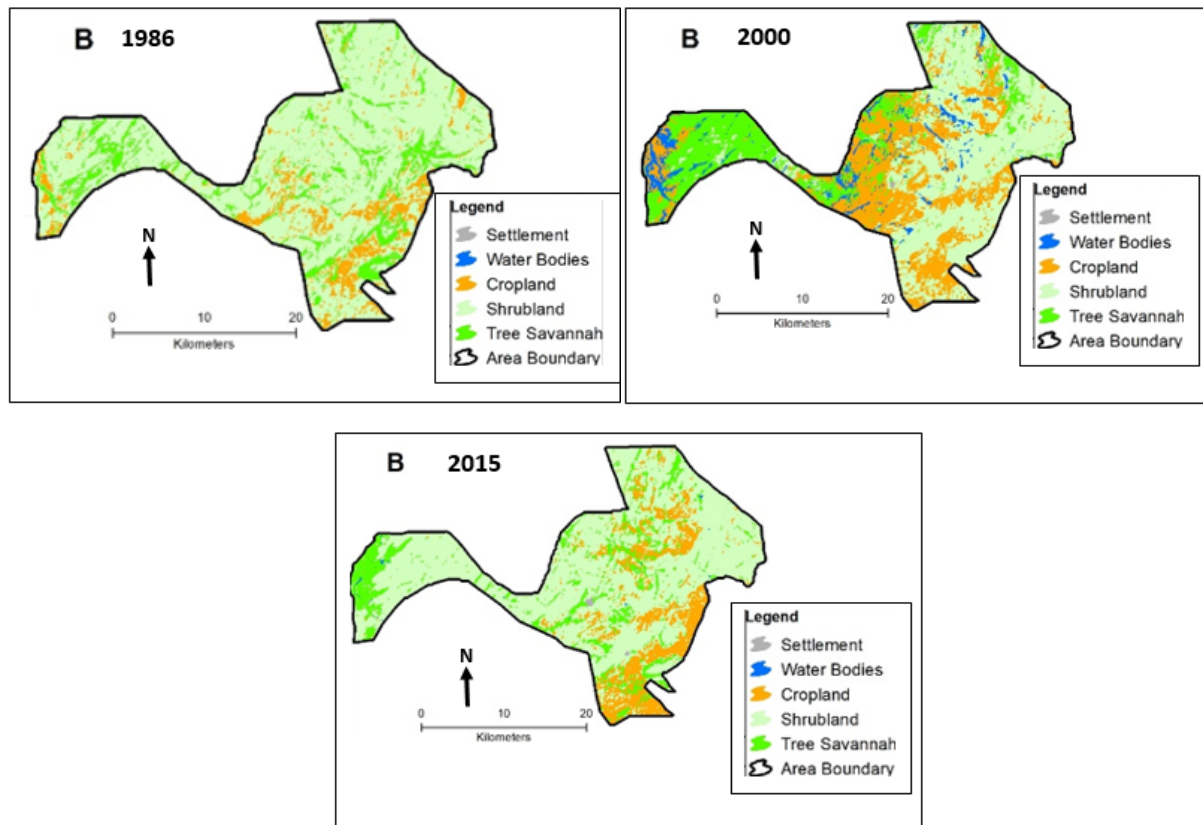 B 1986
N
0 10 20
Kilometers
Legend
Settlement
Water Bodies
Cropland
Shrubland
Tree Savannah
Area Boundary
B 2000
N
0 10 20
Kilometers
Legend
Settlement
Water Bodies
Cropland
Shrubland
Tree Savannah
Area Boundary
B 2015
N
0 10 20
Kilometers
Legend
Settlement
Water Bodies
Cropland
Shrubland
Tree Savannah
Area Boundary